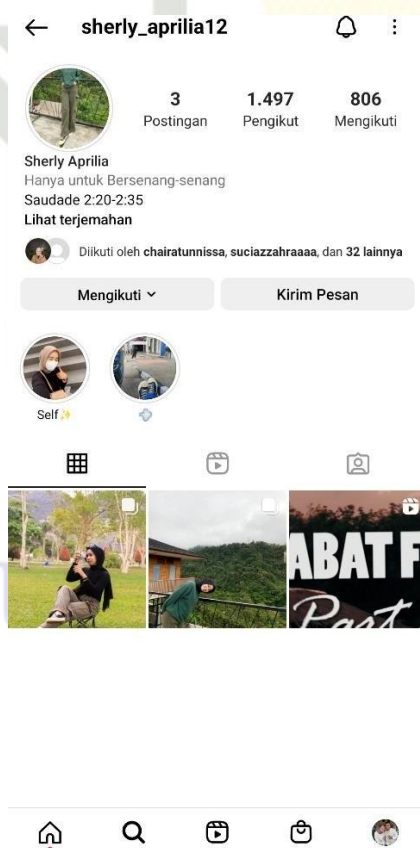 sherly_aprilia12
3 1.497 806
Postingan Pengikut Mengikuti
Sherly Aprilia
Hanya untuk Bersenang-senang
Saudade 2:20-2:35
Lihat terjemahan
Diikuti oleh chairatunnissa, suciazzahraaaa, dan 32 lainnya
Mengikuti Kirim Pesan
Self✨ 💨
ABAT F
Part